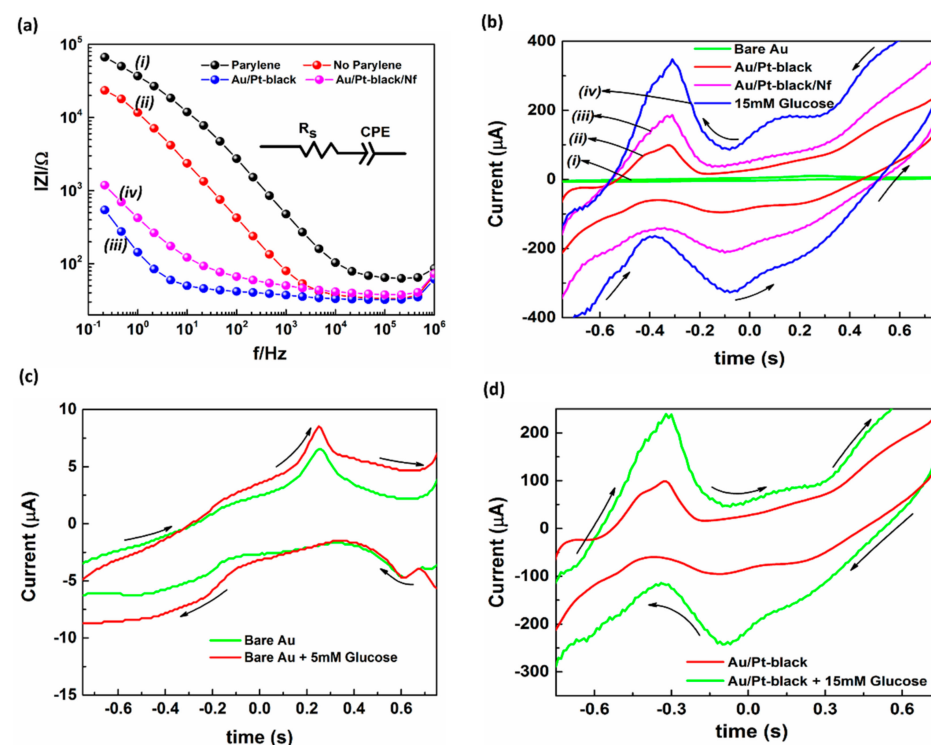 (a)
10⁵
10⁴
10³
10²
10⁻¹ 10⁰ 10¹ 10² 10³ 10⁴ 10⁵ 10⁶
IZI/Ω
f/Hz
Parylene No Parylene
Au/Pt-black Au/Pt-black/Nf
(i)
(ii)
(iv)
(iii)
Rs CPE
(b)
400
200
0
-200
-400
-0.6 -0.4 -0.2 0.0 0.2 0.4 0.6
Current (μA)
time (s)
Bare Au
Au/Pt-black
Au/Pt-black/Nf
15mM Glucose
(iv)
(iii)
(ii)
(i)
(c)
10
5
0
-5
-10
-15
-0.6 -0.4 -0.2 0.0 0.2 0.4 0.6
Current (μA)
time (s)
Bare Au
Bare Au + 5mM Glucose
(d)
200
100
0
-100
-200
-300
-0.6 -0.3 0.0 0.3 0.6
Current (μA)
time (s)
Au/Pt-black
Au/Pt-black + 15mM Glucose